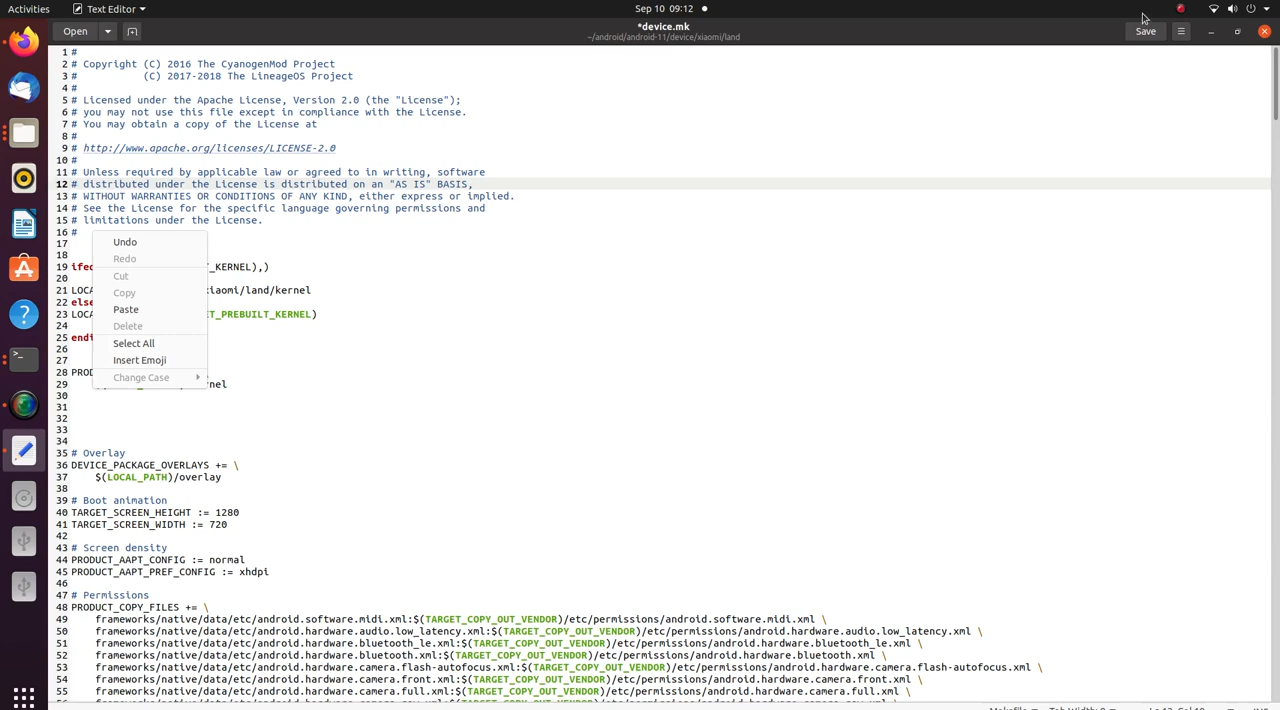 Activities Text Editor Sep 10 09:12
Open *device.mk Save
~/android/android-11/device/xiaomi/land
1 #
2 # Copyright (C) 2016 The CyanogenMod Project
3 # (C) 2017-2018 The LineageOS Project
4 #
5 # Licensed under the Apache License, Version 2.0 (the "License");
6 # you may not use this file except in compliance with the License.
7 # You may obtain a copy of the License at
8 #
9 # http://www.apache.org/licenses/LICENSE-2.0
10 #
11 # Unless required by applicable law or agreed to in writing, software
12 # distributed under the License is distributed on an "AS IS" BASIS,
13 # WITHOUT WARRANTIES OR CONDITIONS OF ANY KIND, either express or implied.
14 # See the License for the specific language governing permissions and
15 # limitations under the License.
16 #
17
18
19 ifeq _KERNEL),)
20
21 LOCA xiaomi/land/kernel
22 else
23 LOCA ET_PREBUILT_KERNEL)
24
25 endi
26
27
28 PROD
29 nel
30
31
32
33
34
35 # Overlay
36 DEVICE_PACKAGE_OVERLAYS += \
37 $(LOCAL_PATH)/overlay
38
39 # Boot animation
40 TARGET_SCREEN_HEIGHT := 1280
41 TARGET_SCREEN_WIDTH := 720
42
43 # Screen density
44 PRODUCT_AAPT_CONFIG := normal
45 PRODUCT_AAPT_PREF_CONFIG := xhdpi
46
47 # Permissions
48 PRODUCT_COPY_FILES += \
49 frameworks/native/data/etc/android.software.midi.xml:$(TARGET_COPY_OUT_VENDOR)/etc/permissions/android.software.midi.xml \
50 frameworks/native/data/etc/android.hardware.audio.low_latency.xml:$(TARGET_COPY_OUT_VENDOR)/etc/permissions/android.hardware.audio.low_latency.xml \
51 frameworks/native/data/etc/android.hardware.bluetooth_le.xml:$(TARGET_COPY_OUT_VENDOR)/etc/permissions/android.hardware.bluetooth_le.xml \
52 frameworks/native/data/etc/android.hardware.bluetooth.xml:$(TARGET_COPY_OUT_VENDOR)/etc/permissions/android.hardware.bluetooth.xml \
53 frameworks/native/data/etc/android.hardware.camera.flash-autofocus.xml:$(TARGET_COPY_OUT_VENDOR)/etc/permissions/android.hardware.camera.flash-autofocus.xml \
54 frameworks/native/data/etc/android.hardware.camera.front.xml:$(TARGET_COPY_OUT_VENDOR)/etc/permissions/android.hardware.camera.front.xml \
55 frameworks/native/data/etc/android.hardware.camera.full.xml:$(TARGET_COPY_OUT_VENDOR)/etc/permissions/android.hardware.camera.full.xml \
Undo
Redo
Cut
Copy
Paste
Delete
Select All
Insert Emoji
Change Case